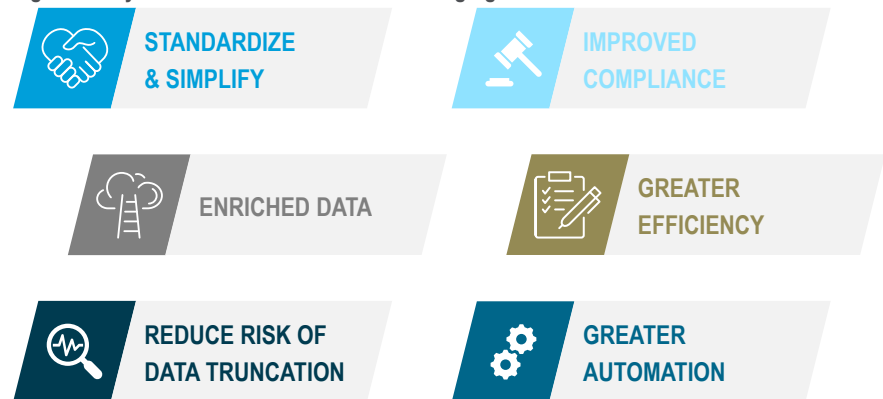 STANDARDIZE
& SIMPLIFY
IMPROVED
COMPLIANCE
ENRICHED DATA
GREATER
EFFICIENCY
REDUCE RISK OF
DATA TRUNCATION
GREATER
AUTOMATION